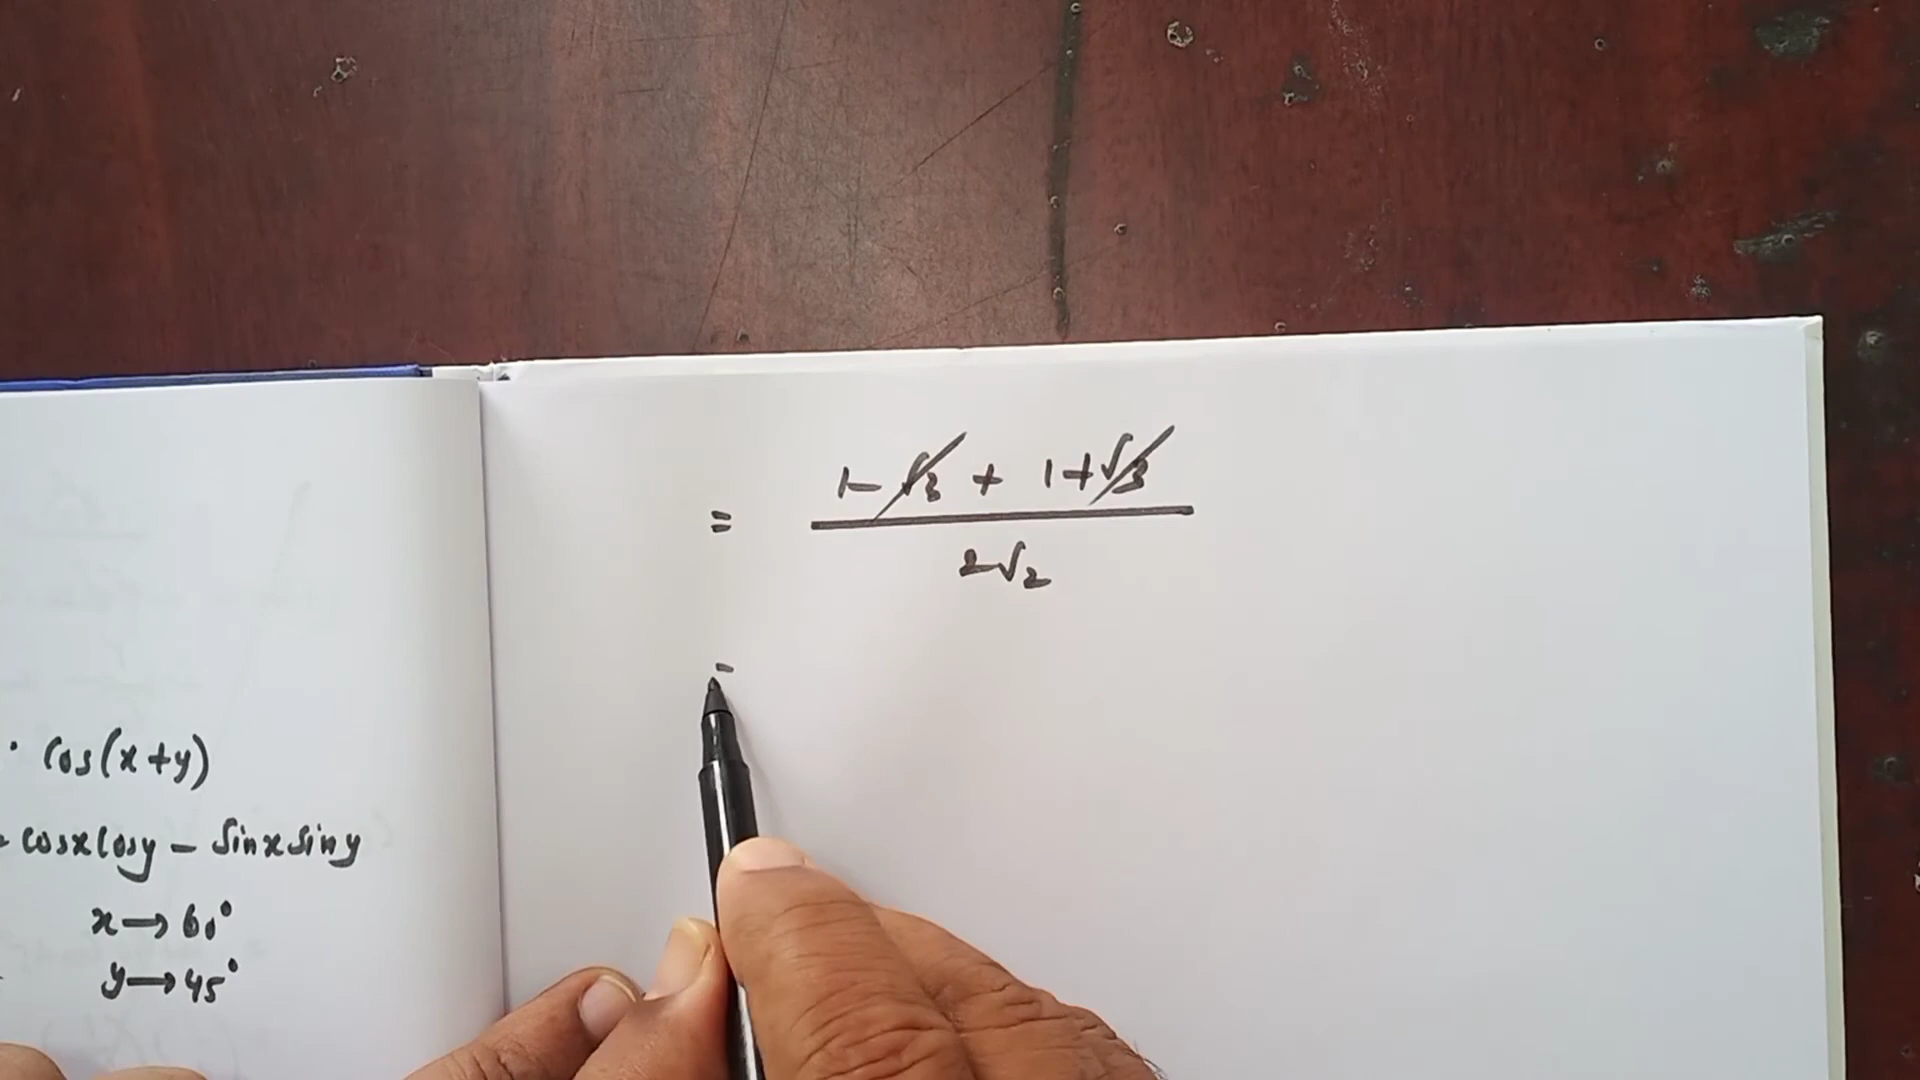 · Cos(x+y)
= cosx cosy - Sinx Siny
x → 60°
y → 45°
= 1-√3 + 1+√3
2√2
=